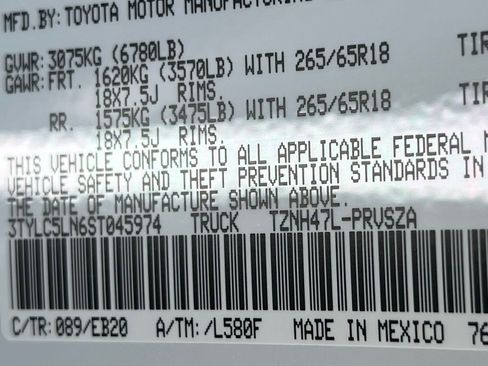 MFD.BY: TOYOTA MOTOR
GVWR: 3075KG (6780LB)
GAWR: FRT. 1620KG (3570LB) WITH 265/65R18 TIR
18X7.5J RIMS.
RR. 1575KG (3475LB) WITH 265/65R18 TIR
18X7.5J RIMS.
THIS VEHICLE CONFORMS TO ALL APPLICABLE FEDERAL M
VEHICLE SAFETY AND THEFT PREVENTION STANDARDS IN
THE DATE OF MANUFACTURE SHOWN ABOVE.
3TYLC5LN6ST045974 TRUCK TZNH47L-PRVSZA
C/TR: 089/EB20 A/TM: /L580F MADE IN MEXICO 76